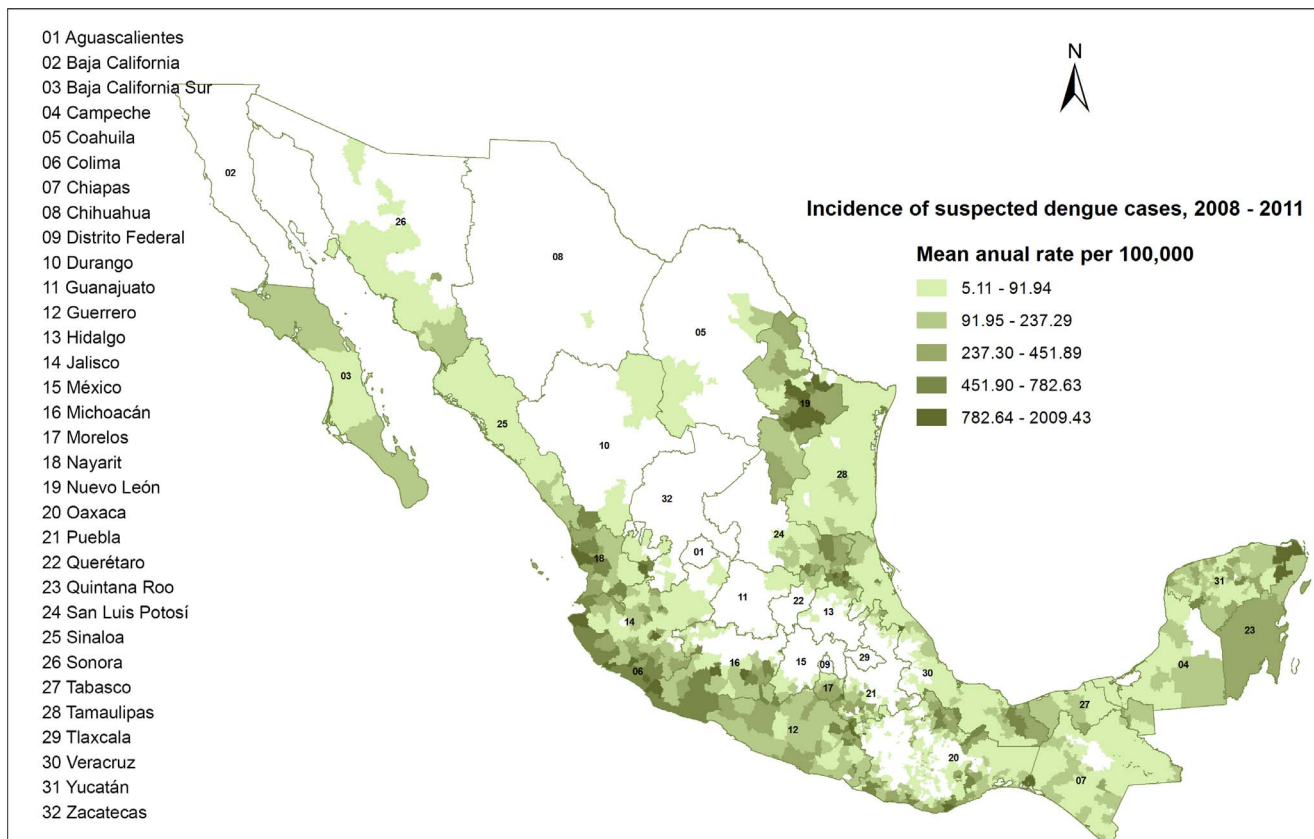 01 Aguascalientes
02 Baja California
03 Baja California Sur
04 Campeche
05 Coahuila
06 Colima
07 Chiapas
08 Chihuahua
09 Distrito Federal
10 Durango
11 Guanajuato
12 Guerrero
13 Hidalgo
14 Jalisco
15 México
16 Michoacán
17 Morelos
18 Nayarit
19 Nuevo León
20 Oaxaca
21 Puebla
22 Querétaro
23 Quintana Roo
24 San Luis Potosí
25 Sinaloa
26 Sonora
27 Tabasco
28 Tamaulipas
29 Tlaxcala
30 Veracruz
31 Yucatán
32 Zacatecas
N
Incidence of suspected dengue cases, 2008 - 2011
Mean anual rate per 100,000
5.11 - 91.94
91.95 - 237.29
237.30 - 451.89
451.90 - 782.63
782.64 - 2009.43
02
26
08
05
03
19
25
10
28
32
24
18
01
31
11
22
13
14
23
16
15
09
29
06
30
04
17
21
27
12
20
07